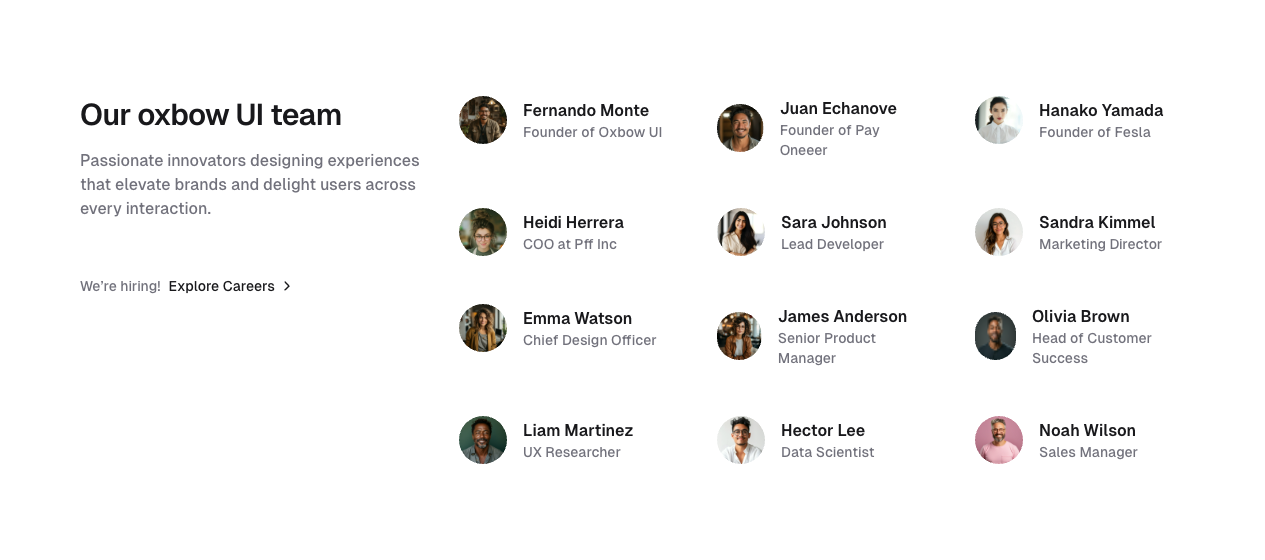 Our oxbow UI team
Passionate innovators designing experiences
that elevate brands and delight users across
every interaction.
We're hiring! Explore Careers
Fernando Monte
Founder of Oxbow UI
Juan Echanove
Founder of Pay
Oneeer
Hanako Yamada
Founder of Fesla
Heidi Herrera
COO at Pff Inc
Sara Johnson
Lead Developer
Sandra Kimmel
Marketing Director
Emma Watson
Chief Design Officer
James Anderson
Senior Product
Manager
Olivia Brown
Head of Customer
Success
Liam Martinez
UX Researcher
Hector Lee
Data Scientist
Noah Wilson
Sales Manager